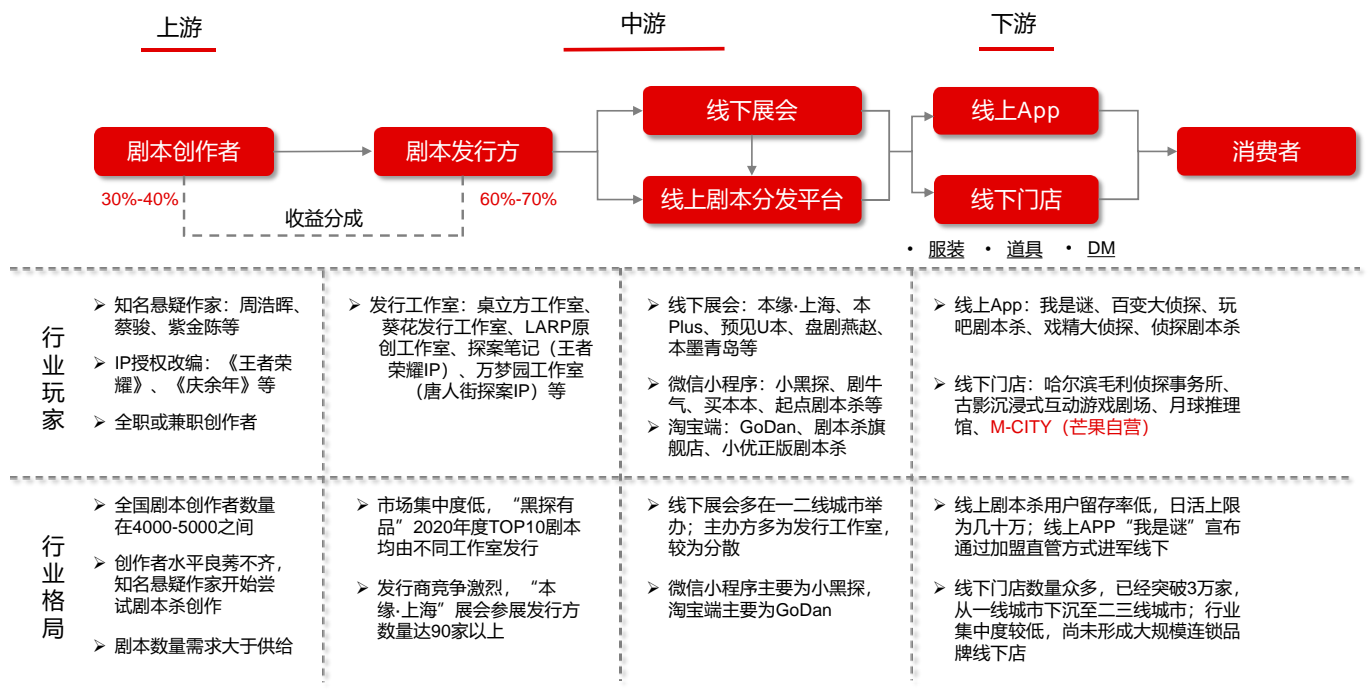 上游
中游
下游
剧本创作者
剧本发行方
线下展会
线上剧本分发平台
线上App
线下门店
消费者
30%-40%
60%-70%
收益分成
• 服装 • 道具 • DM
行业玩家
➢ 知名悬疑作家：周浩晖、
蔡骏、紫金陈等
➢ IP授权改编：《王者荣
耀》、《庆余年》等
➢ 全职或兼职创作者
➢ 发行工作室：桌立方工作室、
葵花发行工作室、LARP原
创工作室、探案笔记（王者
荣耀IP）、万梦园工作室
（唐人街探案IP）等
➢ 线下展会：本缘·上海、本
Plus、预见U本、盘剧燕赵、
本墨青岛等
➢ 微信小程序：小黑探、剧牛
气、买本本、起点剧本杀等
➢ 淘宝端：GoDan、剧本杀旗
舰店、小优正版剧本杀
➢ 线上App：我是谜、百变大侦探、玩
吧剧本杀、戏精大侦探、侦探剧本杀
➢ 线下门店：哈尔滨毛利侦探事务所、
古影沉浸式互动游戏剧场、月球推理
馆、M-CITY（芒果自营）
行业格局
➢ 全国剧本创作者数量
在4000-5000之间
➢ 创作者水平良莠不齐，
知名悬疑作家开始尝
试剧本杀创作
➢ 剧本数量需求大于供给
➢ 市场集中度低，“黑探有
品”2020年度TOP10剧本
均由不同工作室发行
➢ 发行商竞争激烈，“本
缘·上海”展会参展发行方
数量达90家以上
➢ 线下展会多在一二线城市举
办；主办方多为发行工作室，
较为分散
➢ 微信小程序主要为小黑探，
淘宝端主要为GoDan
➢ 线上剧本杀用户留存率低，日活上限
为几十万；线上APP“我是谜”宣布
通过加盟直管方式进军线下
➢ 线下门店数量众多，已经突破3万家，
从一线城市下沉至二三线城市；行业
集中度较低，尚未形成大规模连锁品
牌线下店